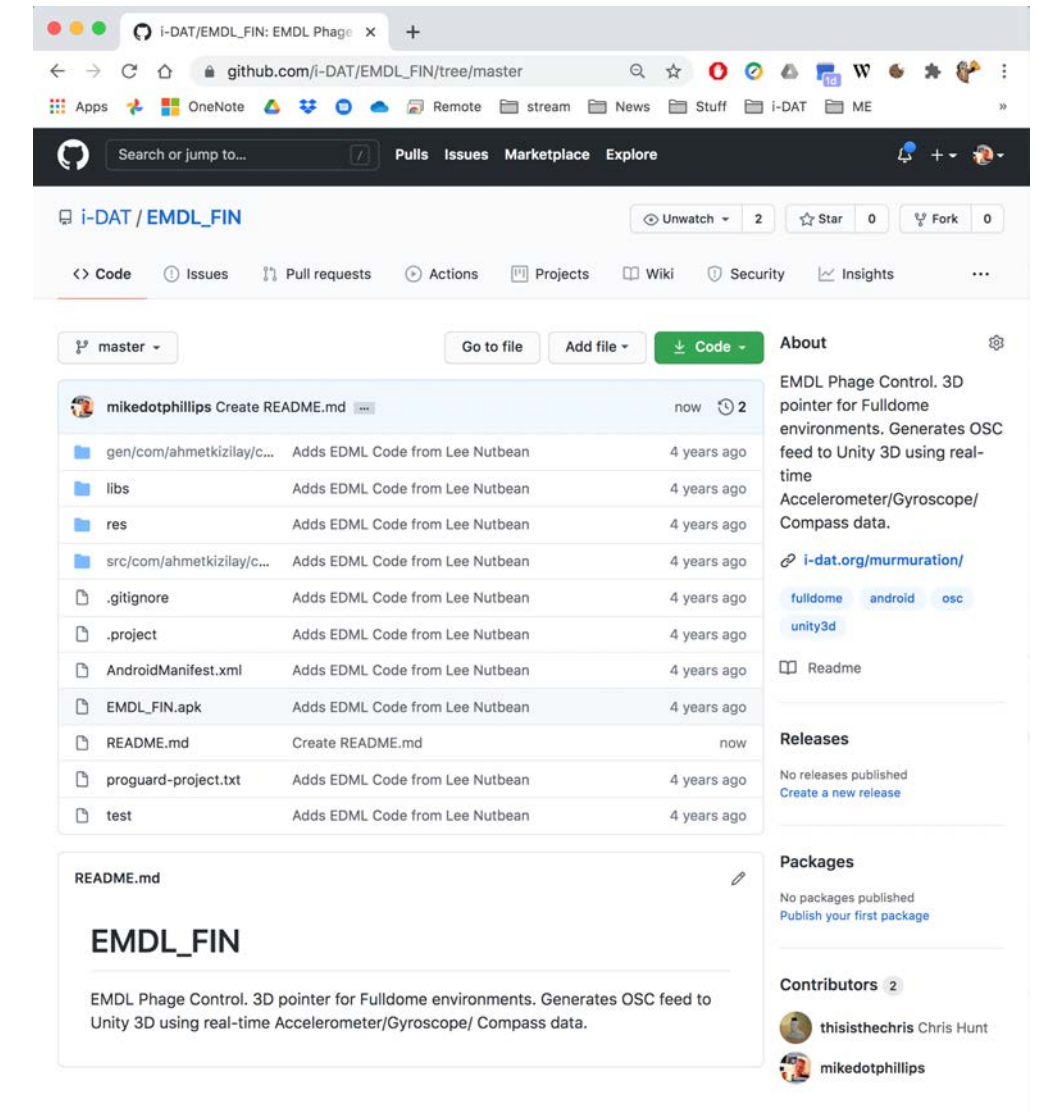 i-DAT/EMDL_FIN: EMDL Phage
github.com/i-DAT/EMDL_FIN/tree/master
1d
W
Apps OneNote Remote stream News Stuff i-DAT ME »
Search or jump to... / Pulls Issues Marketplace Explore
i-DAT / EMDL_FIN Unwatch 2 Star 0 Fork 0
<> Code Issues Pull requests Actions Projects Wiki Security Insights ...
master Go to file Add file Code
mikedotphillips Create README.md ... now 2
gen/com/ahmetkizilay/c... Adds EDML Code from Lee Nutbean 4 years ago
libs Adds EDML Code from Lee Nutbean 4 years ago
res Adds EDML Code from Lee Nutbean 4 years ago
src/com/ahmetkizilay/c... Adds EDML Code from Lee Nutbean 4 years ago
.gitignore Adds EDML Code from Lee Nutbean 4 years ago
.project Adds EDML Code from Lee Nutbean 4 years ago
AndroidManifest.xml Adds EDML Code from Lee Nutbean 4 years ago
EMDL_FIN.apk Adds EDML Code from Lee Nutbean 4 years ago
README.md Create README.md now
proguard-project.txt Adds EDML Code from Lee Nutbean 4 years ago
test Adds EDML Code from Lee Nutbean 4 years ago
README.md
EMDL_FIN
EMDL Phage Control. 3D pointer for Fulldome environments. Generates OSC feed to
Unity 3D using real-time Accelerometer/Gyroscope/ Compass data.
About
EMDL Phage Control. 3D
pointer for Fulldome
environments. Generates OSC
feed to Unity 3D using real-
time
Accelerometer/Gyroscope/
Compass data.
i-dat.org/murmuration/
fulldome android osc
unity3d
Readme
Releases
No releases published
Create a new release
Packages
No packages published
Publish your first package
Contributors 2
thisisthechris Chris Hunt
mikedotphillips